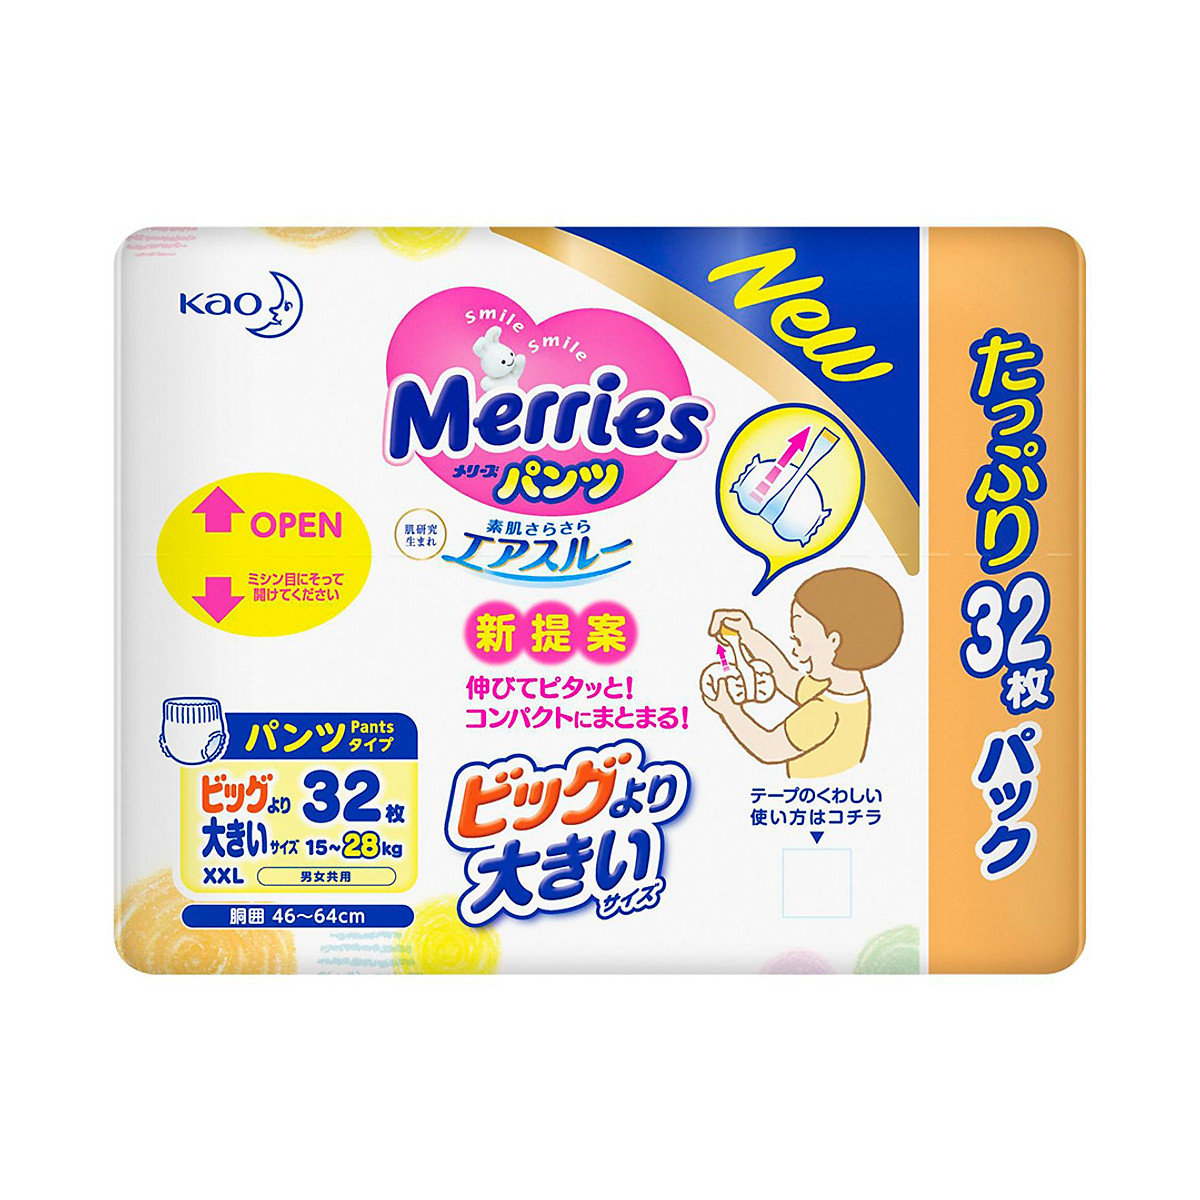 Kao
Smile Smile
Merries
メリーズ パンツ
肌研究
生まれ
素肌さらさら
エアスルー
New
OPEN
ミシン目にそって
開けてください
新提案
伸びてピタッと!
コンパクトにまとまる!
ビッグより
大きい
サイズ
テープのくわしい
使い方はコチラ
パンツ Pants
タイプ
ビッグより
大きいサイズ
32枚
15～28kg
XXL
男女共用
胴囲 46～64cm
たっぷり32枚パック